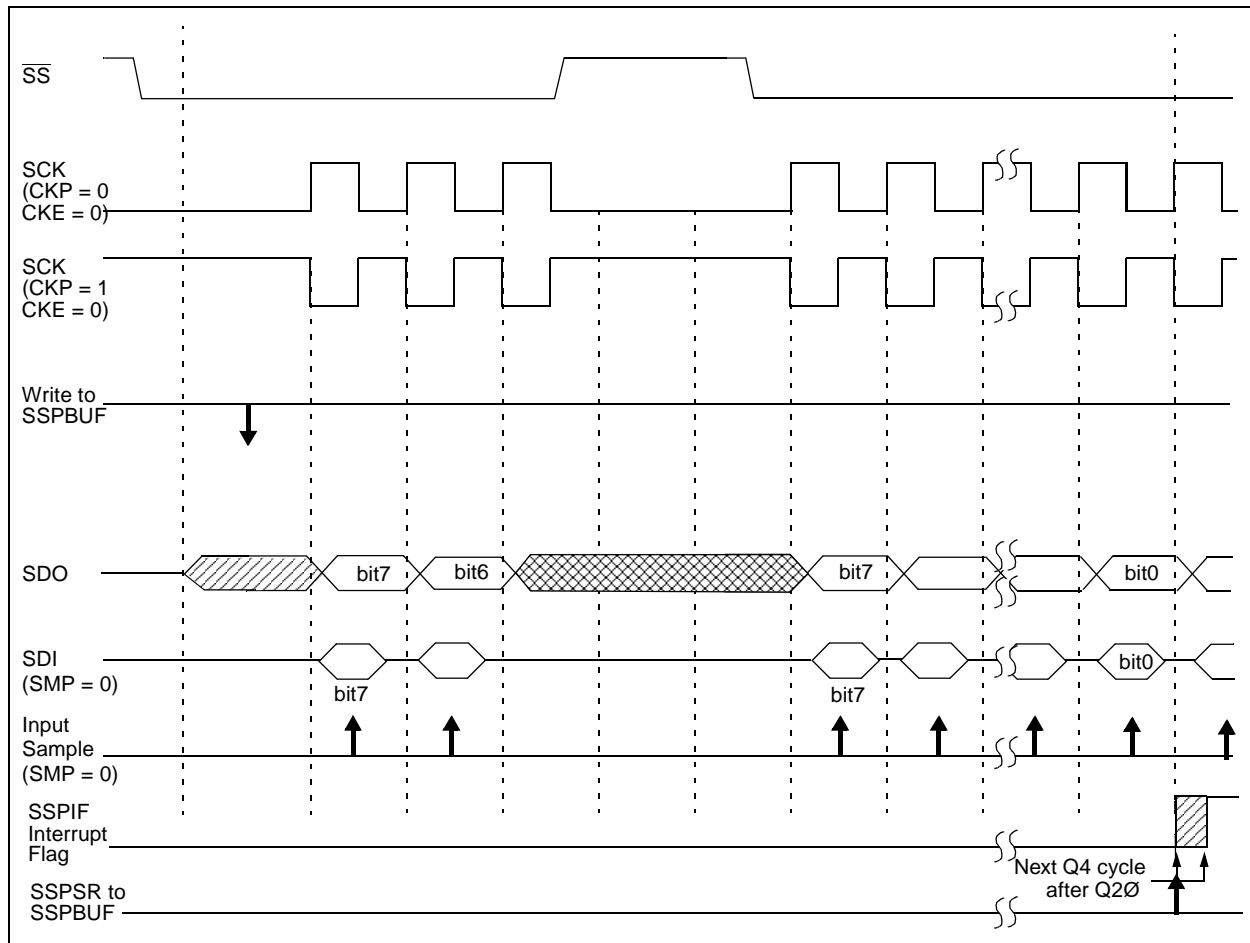 SS
SCK
(CKP = 0
CKE = 0)
SCK
(CKP = 1
CKE = 0)
Write to
SSPBUF
SDO
bit7
bit6
bit7
bit0
SDI
(SMP = 0)
bit7
bit7
bit0
Input
Sample
(SMP = 0)
SSPIF
Interrupt
Flag
Next Q4 cycle
after Q2Ø
SSPSR to
SSPBUF